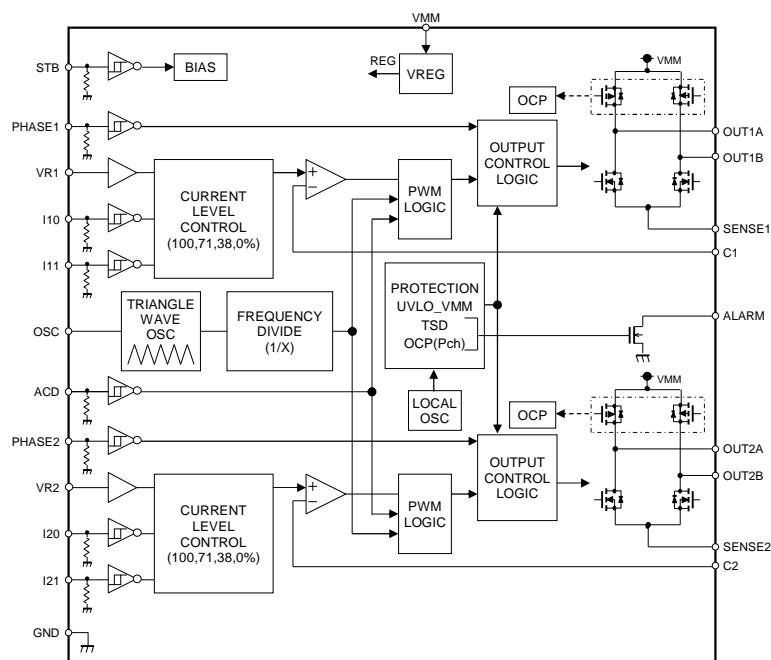 VMM
STB
BIAS
REG
VREG
VMM
OCP
PHASE1
OUTPUT
CONTROL
LOGIC
OUT1A
OUT1B
VR1
CURRENT
LEVEL
CONTROL
(100,71,38,0%)
+
−
PWM
LOGIC
I10
SENSE1
I11
C1
PROTECTION
UVLO_VMM
TSD
OCP(Pch)
TRIANGLE
WAVE
OSC
FREQUENCY
DIVIDE
(1/X)
OSC
ALARM
ACD
LOCAL
OSC
VMM
OCP
PHASE2
OUTPUT
CONTROL
LOGIC
OUT2A
OUT2B
VR2
CURRENT
LEVEL
CONTROL
(100,71,38,0%)
+
−
PWM
LOGIC
I20
SENSE2
I21
C2
GND